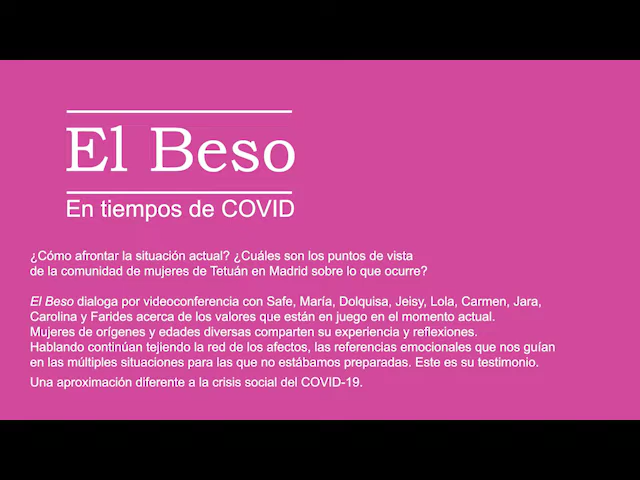 El Beso
En tiempos de COVID
¿Cómo afrontar la situación actual? ¿Cuáles son los puntos de vista
de la comunidad de mujeres de Tetuán en Madrid sobre lo que ocurre?
El Beso dialoga por videoconferencia con Safe, María, Dolquisa, Jeisy, Lola, Carmen, Jara,
Carolina y Farides acerca de los valores que están en juego en el momento actual.
Mujeres de orígenes y edades diversas comparten su experiencia y reflexiones.
Hablando continúan tejiendo la red de los afectos, las referencias emocionales que nos guían
en las múltiples situaciones para las que no estábamos preparadas. Este es su testimonio.
Una aproximación diferente a la crisis social del COVID-19.